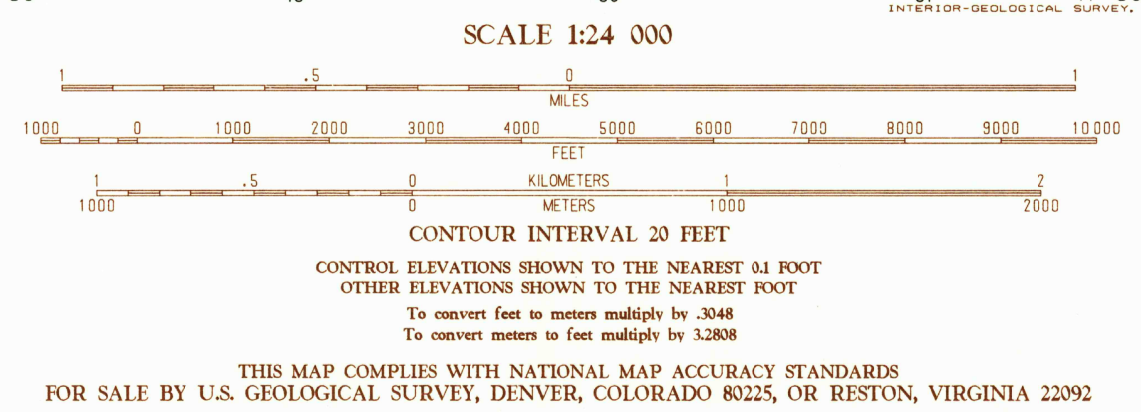 INTERIOR-GEOLOGICAL SURVEY,
SCALE 1:24 000
1 .5 0 1
MILES
1000 0 1000 2000 3000 4000 5000 6000 7000 8000 9000 10000
FEET
1 .5 0 KILOMETERS 1 2
1000 0 METERS 1000 2000
CONTOUR INTERVAL 20 FEET
CONTROL ELEVATIONS SHOWN TO THE NEAREST 0.1 FOOT
OTHER ELEVATIONS SHOWN TO THE NEAREST FOOT
To convert feet to meters multiply by .3048
To convert meters to feet multiply by 3.2808
THIS MAP COMPLIES WITH NATIONAL MAP ACCURACY STANDARDS
FOR SALE BY U.S. GEOLOGICAL SURVEY, DENVER, COLORADO 80225, OR RESTON, VIRGINIA 22092